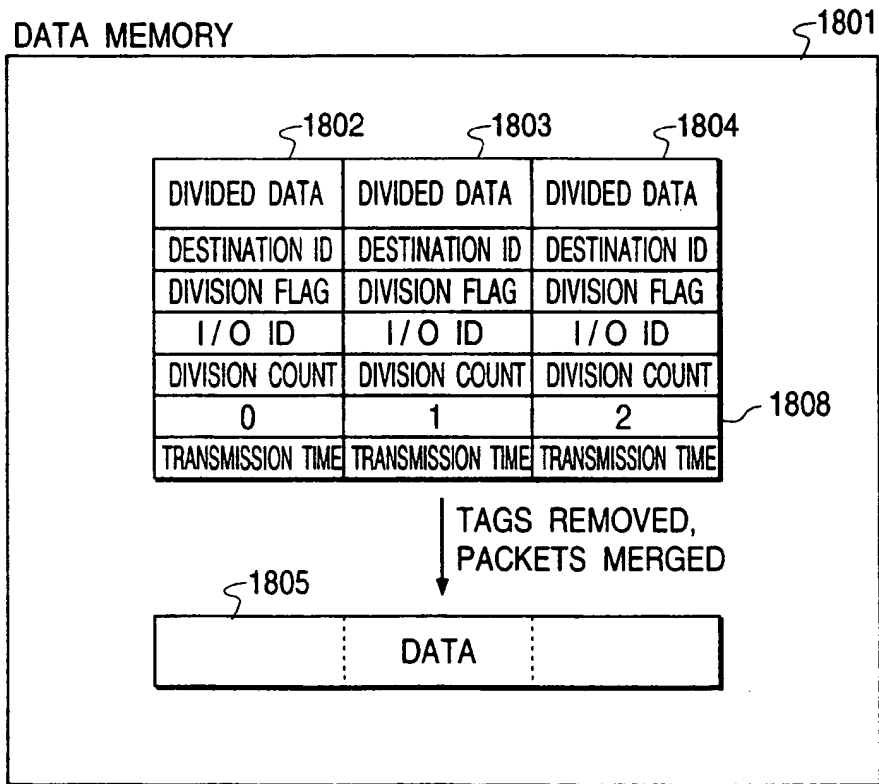 DATA MEMORY
1801
1802 1803 1804
DIVIDED DATA DIVIDED DATA DIVIDED DATA
DESTINATION ID DESTINATION ID DESTINATION ID
DIVISION FLAG DIVISION FLAG DIVISION FLAG
I/O ID I/O ID I/O ID
DIVISION COUNT DIVISION COUNT DIVISION COUNT
0 1 2 1808
TRANSMISSION TIME TRANSMISSION TIME TRANSMISSION TIME
TAGS REMOVED,
PACKETS MERGED
1805
DATA